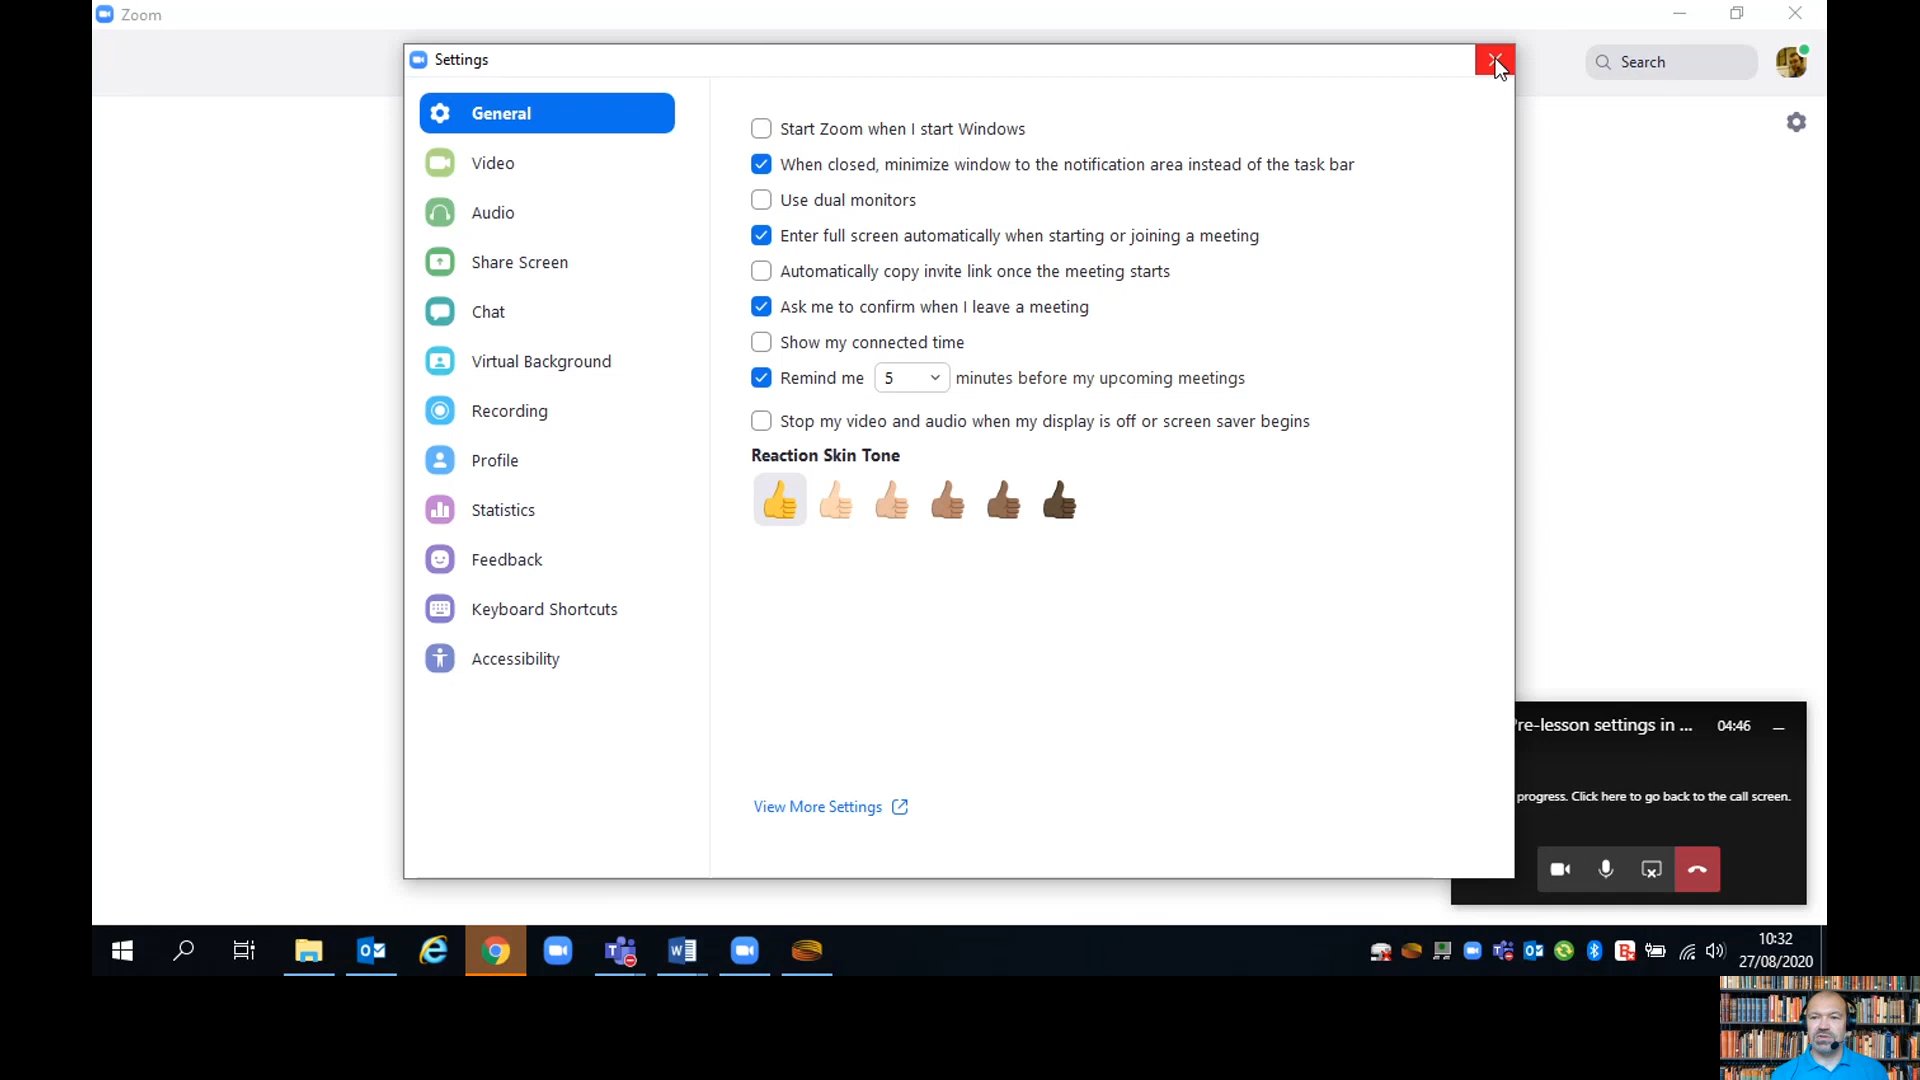 Zoom
Settings
Search
General
Video
Audio
Share Screen
Chat
Virtual Background
Recording
Profile
Statistics
Feedback
Keyboard Shortcuts
Accessibility
Start Zoom when I start Windows
When closed, minimize window to the notification area instead of the task bar
Use dual monitors
Enter full screen automatically when starting or joining a meeting
Automatically copy invite link once the meeting starts
Ask me to confirm when I leave a meeting
Show my connected time
Remind me 5 minutes before my upcoming meetings
Stop my video and audio when my display is off or screen saver begins
Reaction Skin Tone
View More Settings
re-lesson settings in ... 04:46
progress. Click here to go back to the call screen.
10:32
27/08/2020